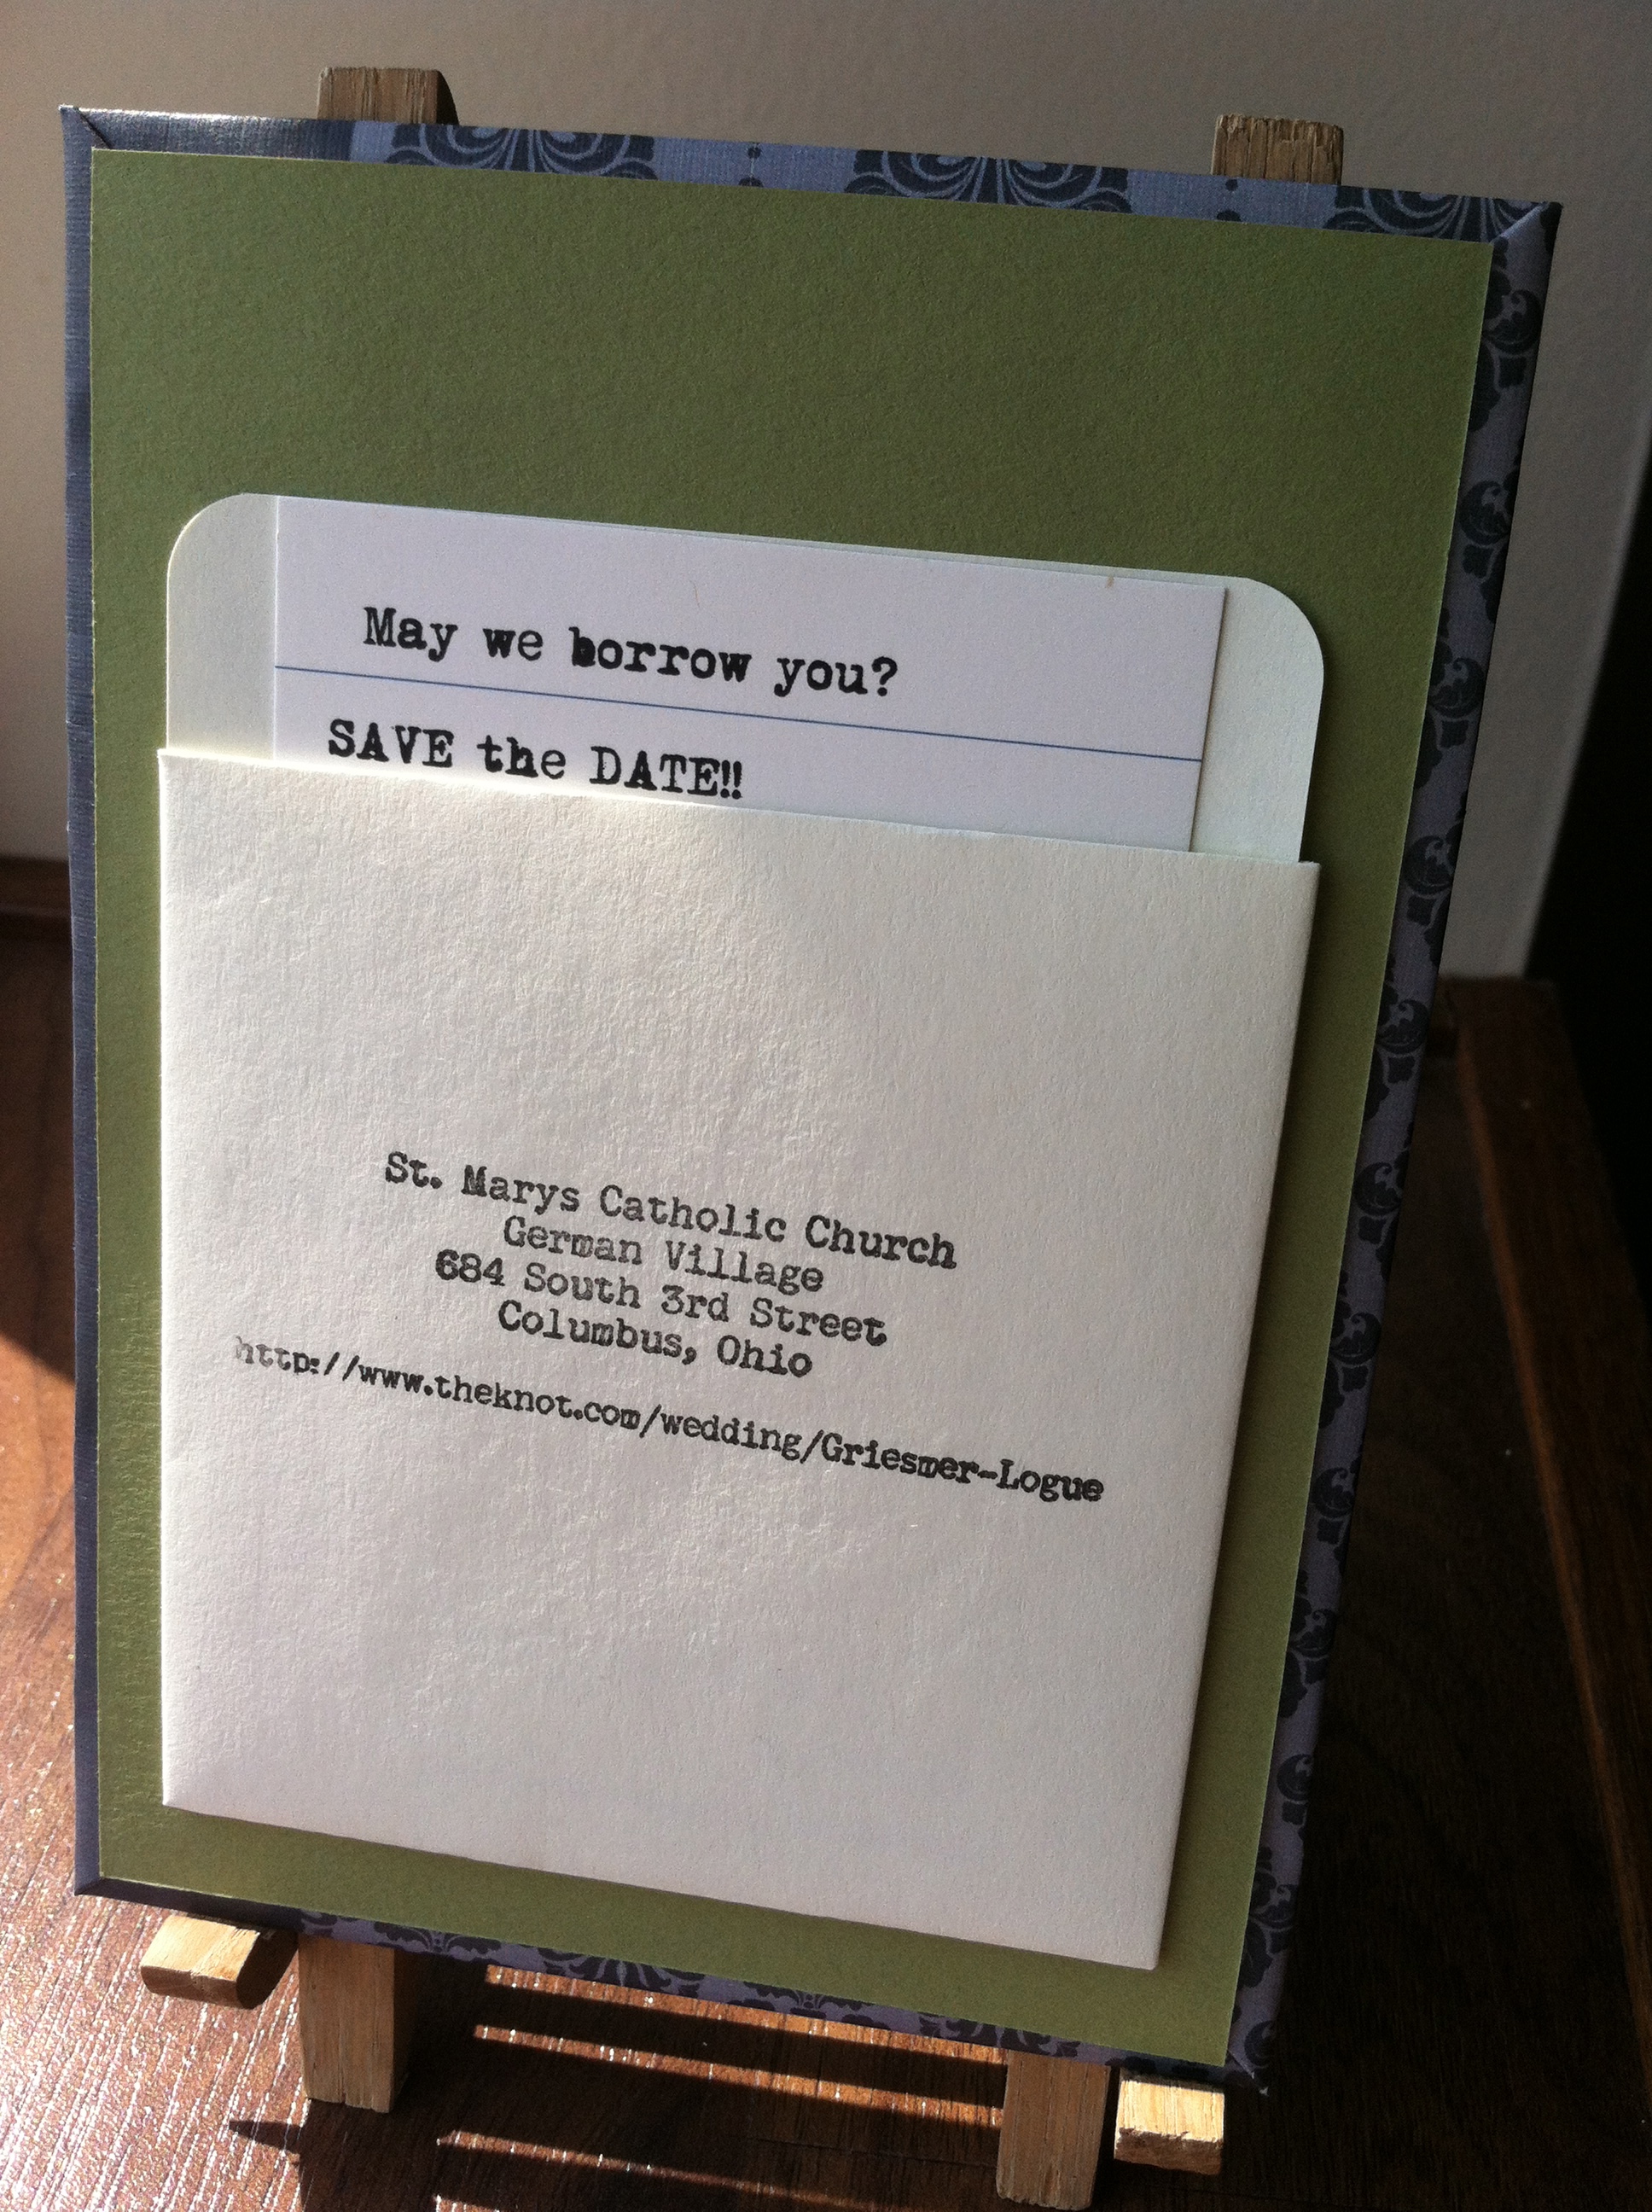 May we borrow you?
SAVE the DATE!!
St. Marys Catholic Church
German Village
684 South 3rd Street
Columbus, Ohio
http://www.theknot.com/wedding/Griesmer-Logue